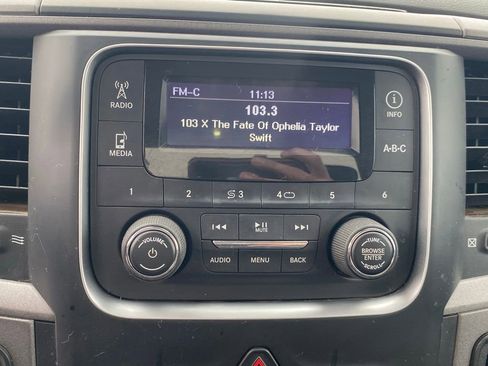 FM-C 11:13
103.3
103 X The Fate Of Ophelia Taylor
Swift
RADIO
MEDIA
INFO
A-B-C
1 2 3 4 5 6
VOLUME
MUTE
AUDIO MENU BACK
TUNE
BROWSE
ENTER
SCROLL